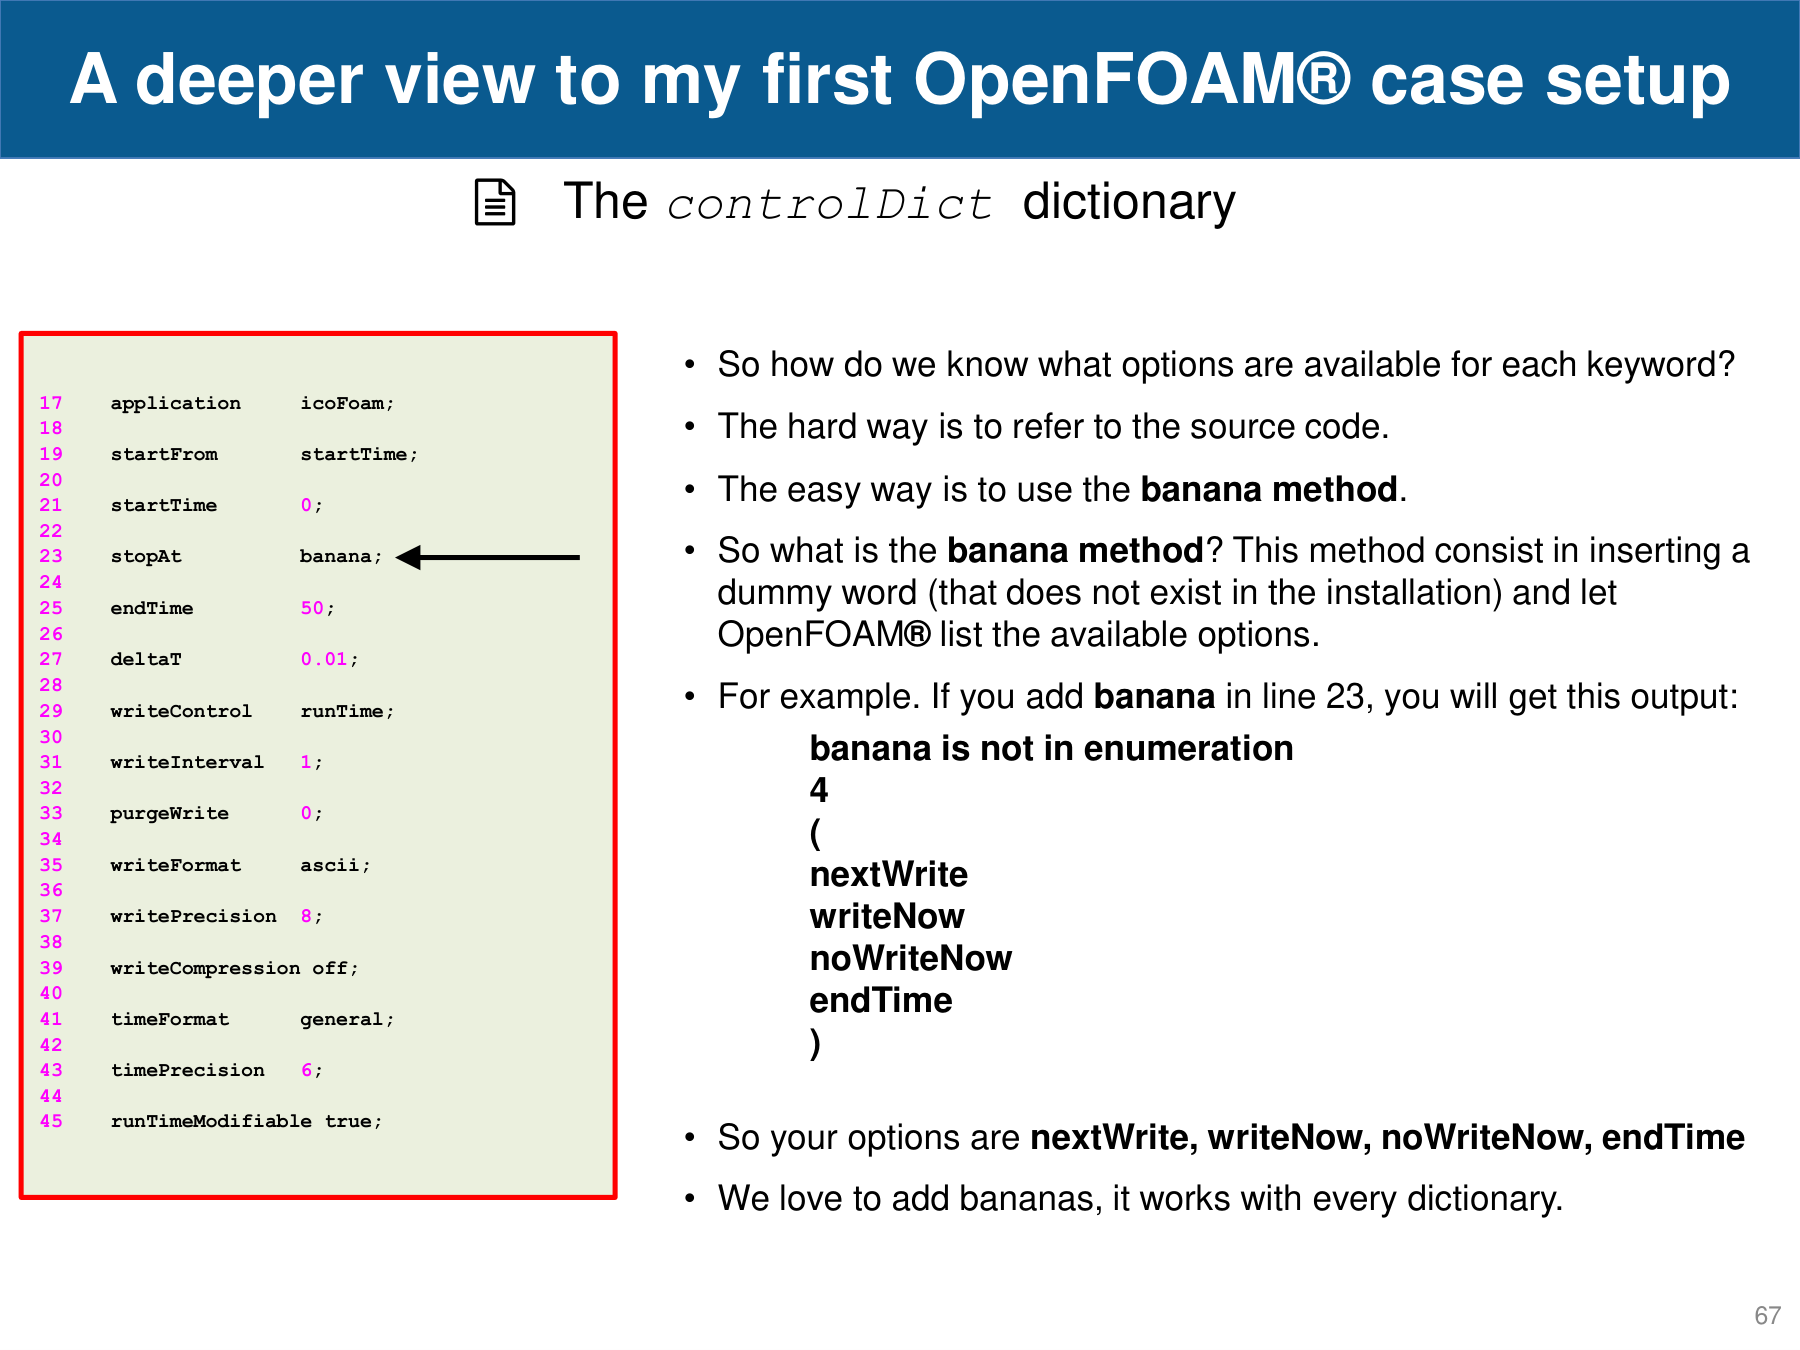 A deeper view to my first OpenFOAM® case setup
The controlDict dictionary
17 application icoFoam;
18
19 startFrom startTime;
20
21 startTime 0;
22
23 stopAt banana;
24
25 endTime 50;
26
27 deltaT 0.01;
28
29 writeControl runTime;
30
31 writeInterval 1;
32
33 purgeWrite 0;
34
35 writeFormat ascii;
36
37 writePrecision 8;
38
39 writeCompression off;
40
41 timeFormat general;
42
43 timePrecision 6;
44
45 runTimeModifiable true;
• So how do we know what options are available for each keyword?
• The hard way is to refer to the source code.
• The easy way is to use the banana method.
• So what is the banana method? This method consist in inserting a
dummy word (that does not exist in the installation) and let
OpenFOAM® list the available options.
• For example. If you add banana in line 23, you will get this output:
banana is not in enumeration
4
(
nextWrite
writeNow
noWriteNow
endTime
)
• So your options are nextWrite, writeNow, noWriteNow, endTime
• We love to add bananas, it works with every dictionary.
67